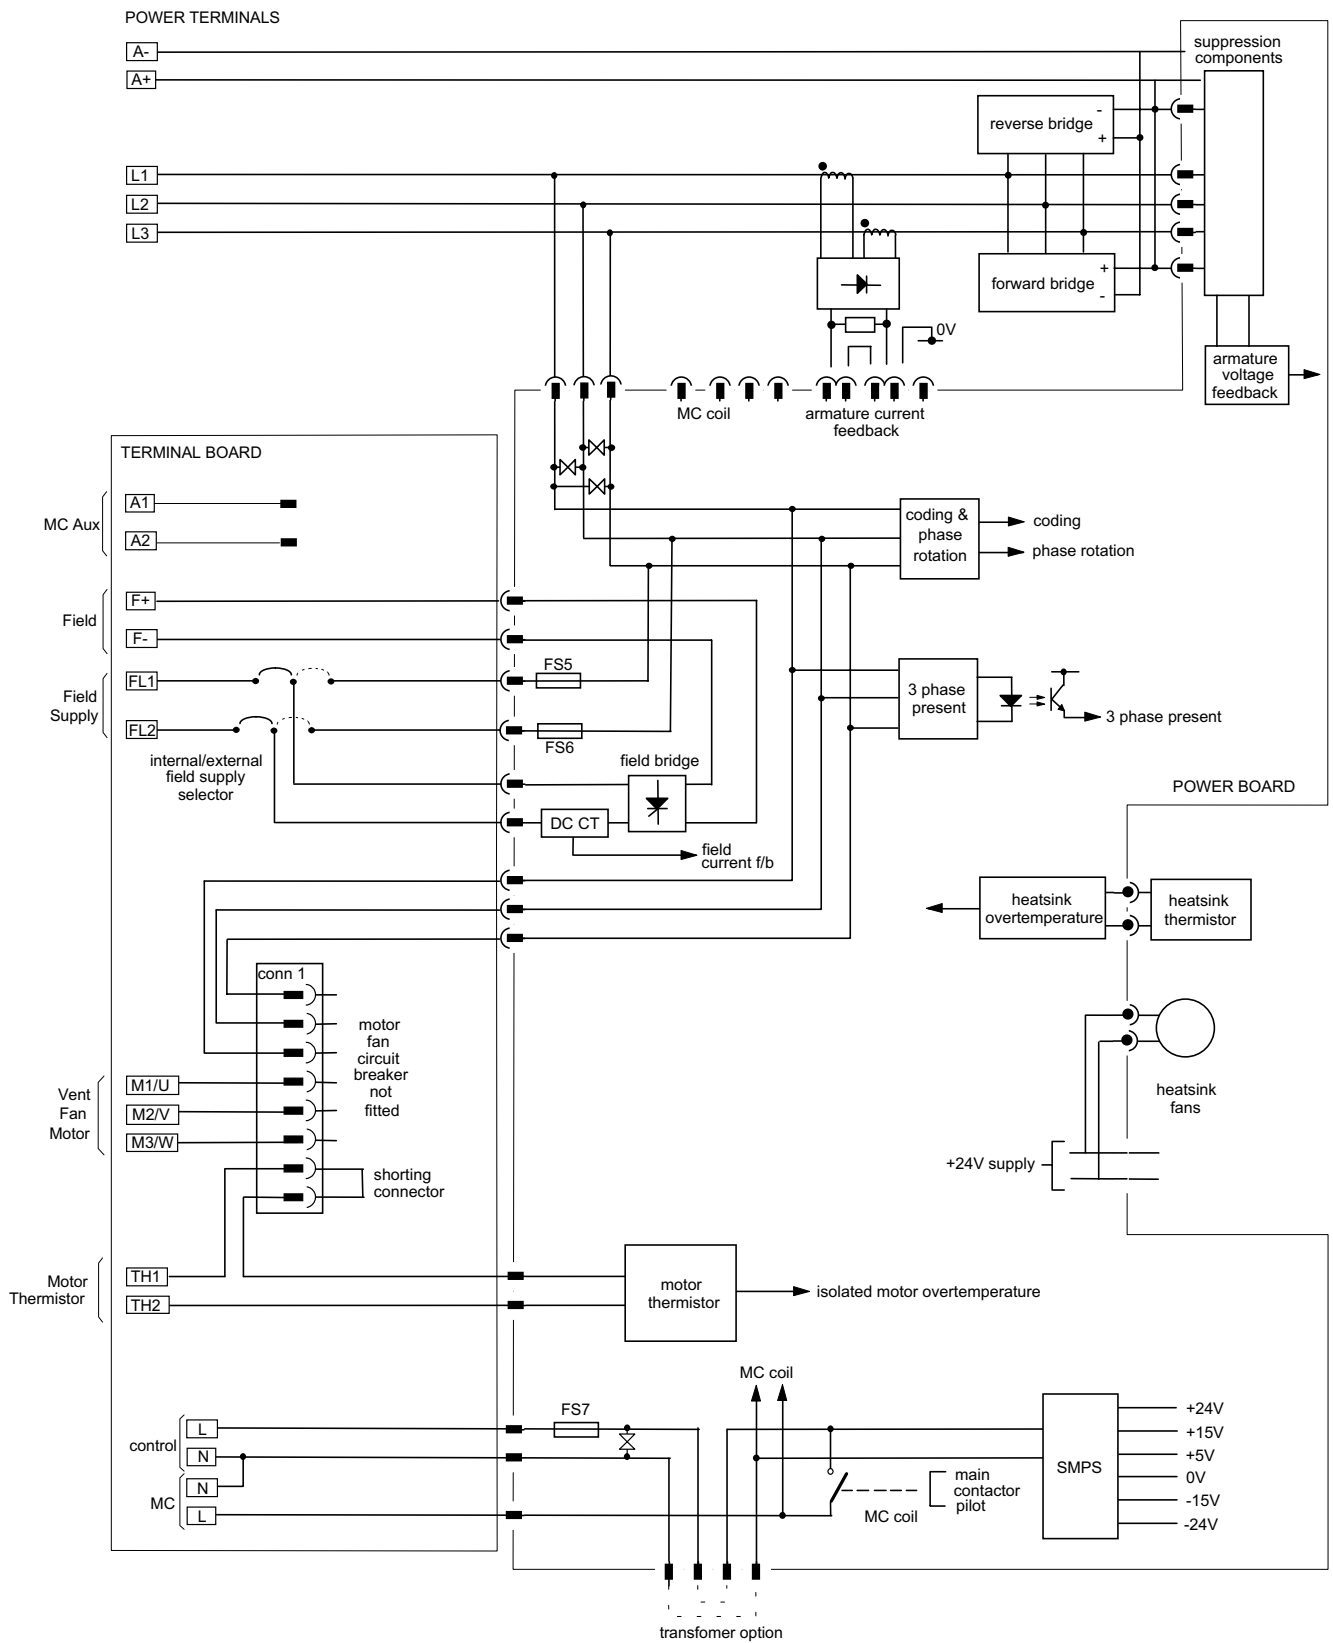 POWER TERMINALS
A-
A+
suppression
components
reverse bridge
-
+
L1
L2
L3
forward bridge
+
-
0V
armature
voltage
feedback
MC coil
armature current
feedback
TERMINAL BOARD
MC Aux
A1
A2
coding &
phase
rotation
coding
phase rotation
Field
F+
F-
Field
Supply
FL1
FL2
FS5
FS6
internal/external
field supply
selector
field bridge
DC CT
field
current f/b
3 phase
present
3 phase present
POWER BOARD
heatsink
overtemperature
heatsink
thermistor
conn 1
motor
fan
circuit
breaker
not
fitted
Vent
Fan
Motor
M1/U
M2/V
M3/W
shorting
connector
heatsink
fans
+24V supply
Motor
Thermistor
TH1
TH2
motor
thermistor
isolated motor overtemperature
MC coil
FS7
control
L
N
MC
N
L
MC coil
main
contactor
pilot
SMPS
+24V
+15V
+5V
0V
-15V
-24V
transfomer option